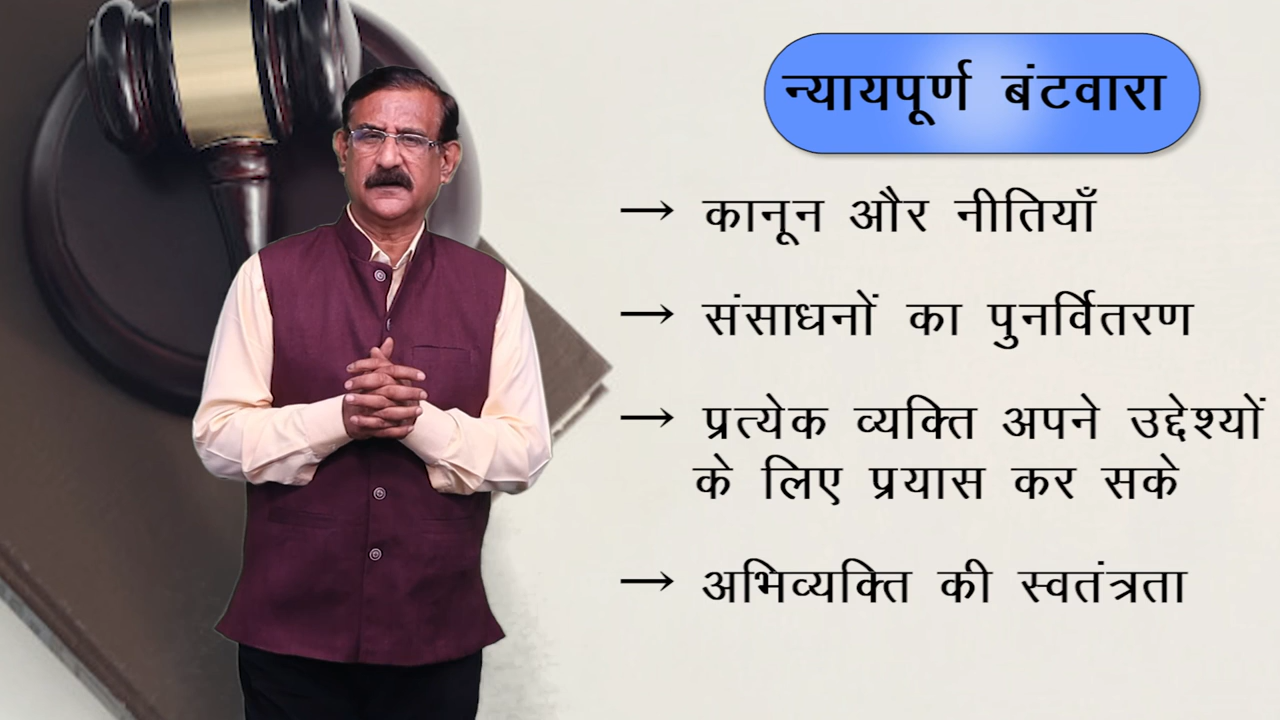 न्यायपूर्ण बंटवारा
→ कानून और नीतियाँ
→ संसाधनों का पुनर्वितरण
→ प्रत्येक व्यक्ति अपने उद्देश्यों
के लिए प्रयास कर सके
→ अभिव्यक्ति की स्वतंत्रता